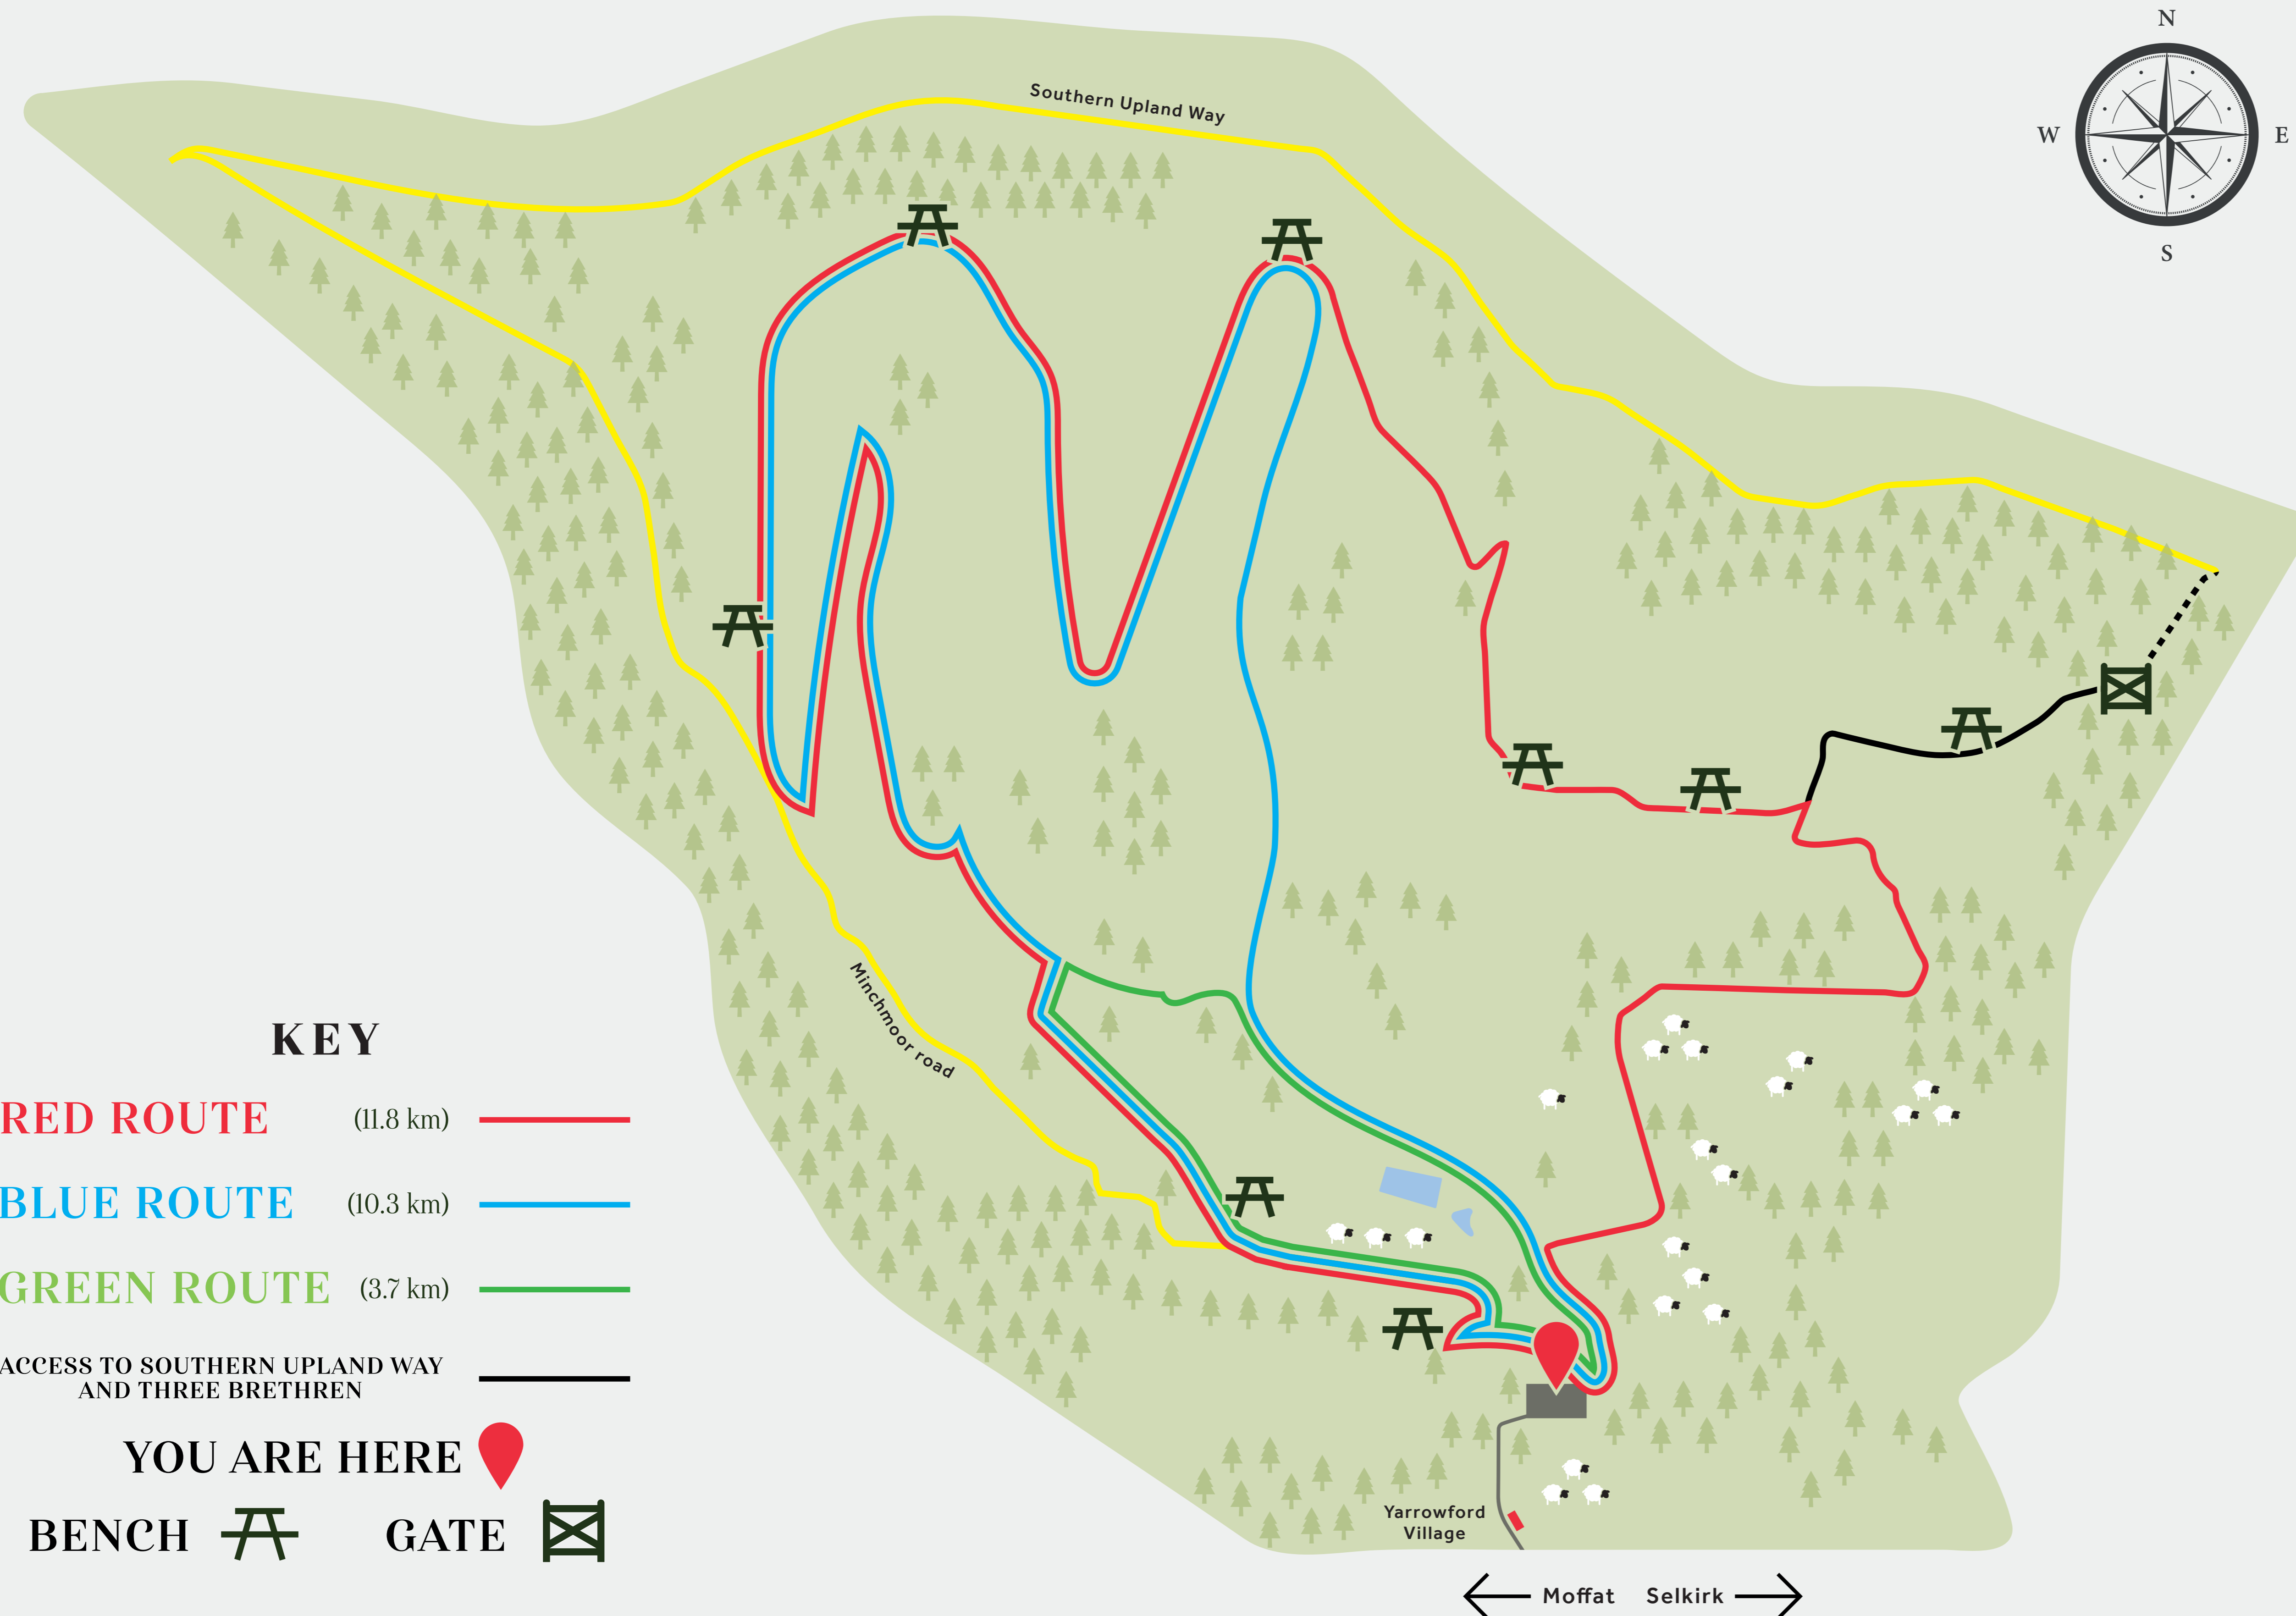 N
W
E
S
Southern Upland Way
Minchmoor road
KEY
RED ROUTE (11.8 km)
BLUE ROUTE (10.3 km)
GREEN ROUTE (3.7 km)
ACCESS TO SOUTHERN UPLAND WAY
AND THREE BRETHREN
YOU ARE HERE
BENCH
GATE
Yarrowford
Village
Moffat
Selkirk